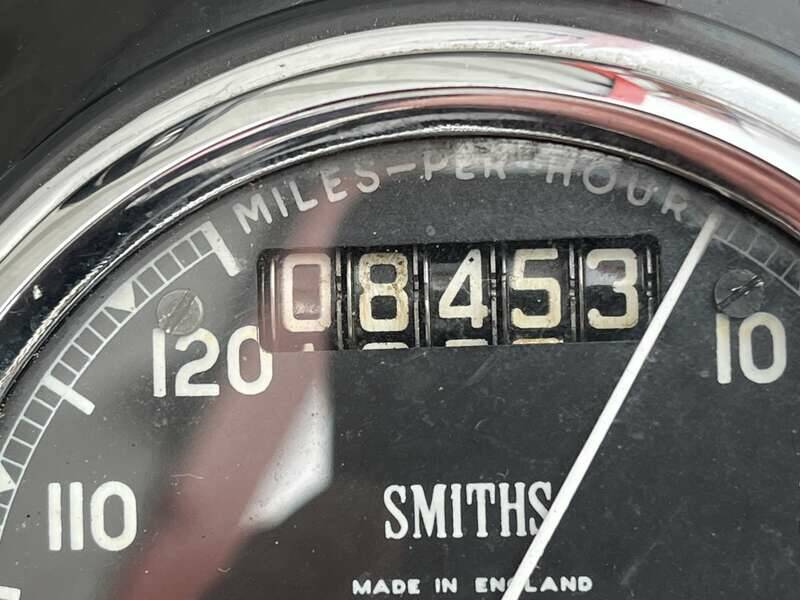 MILES-PER HOUR
08453
120
10
110
SMITHS
MADE IN ENGLAND